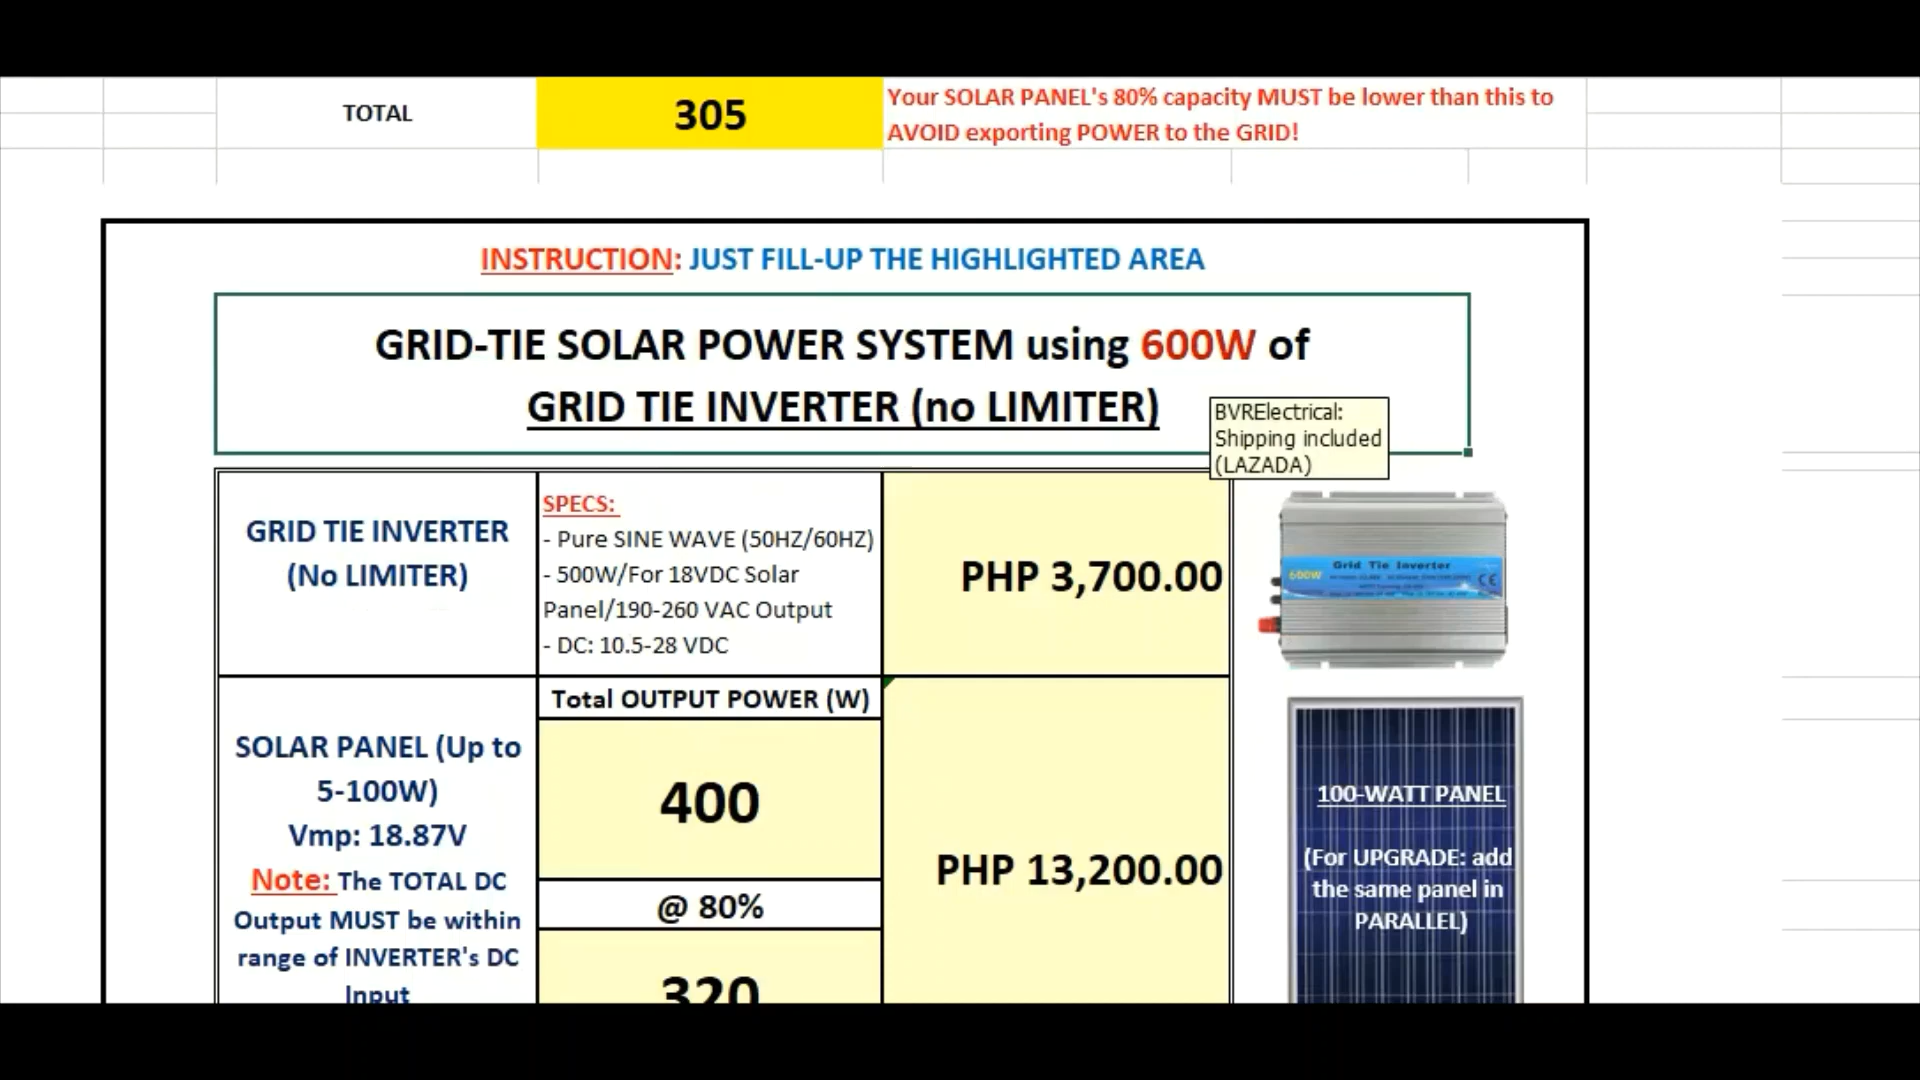 TOTAL
305
Your SOLAR PANEL's 80% capacity MUST be lower than this to
AVOID exporting POWER to the GRID!
INSTRUCTION: JUST FILL-UP THE HIGHLIGHTED AREA
GRID-TIE SOLAR POWER SYSTEM using 600W of
GRID TIE INVERTER (no LIMITER)
BVRElectrical:
Shipping included
(LAZADA)
GRID TIE INVERTER
(No LIMITER)
SPECS:
- Pure SINE WAVE (50HZ/60HZ)
- 500W/For 18VDC Solar
Panel/190-260 VAC Output
- DC: 10.5-28 VDC
PHP 3,700.00
Grid Tie Inverter
600W
CE
SOLAR PANEL (Up to
5-100W)
Vmp: 18.87V
Note: The TOTAL DC
Output MUST be within
range of INVERTER's DC
Input
Total OUTPUT POWER (W)
400
@ 80%
320
PHP 13,200.00
100-WATT PANEL
(For UPGRADE: add
the same panel in
PARALLEL)